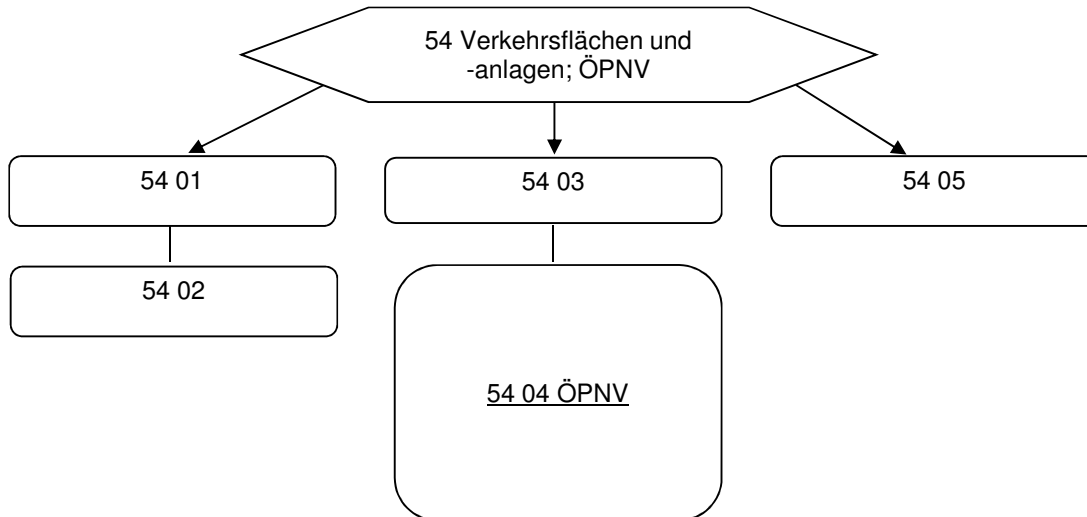 54 Verkehrsflächen und
-anlagen; ÖPNV
54 01
54 03
54 05
54 02
54 04 ÖPNV